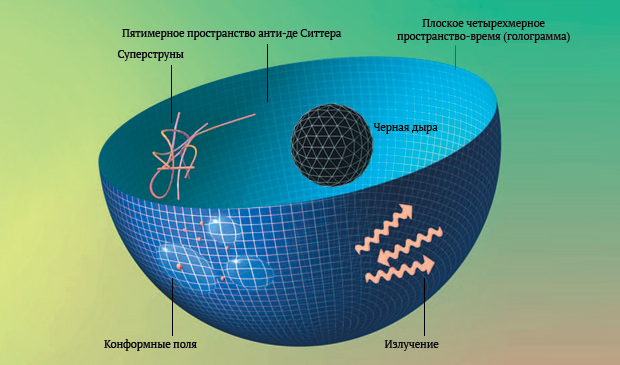 Пятимерное пространство анти-де Ситтера
Суперструны
Плоское четырехмерное
пространство-время (голограмма)
Черная дыра
Конформные поля
Излучение